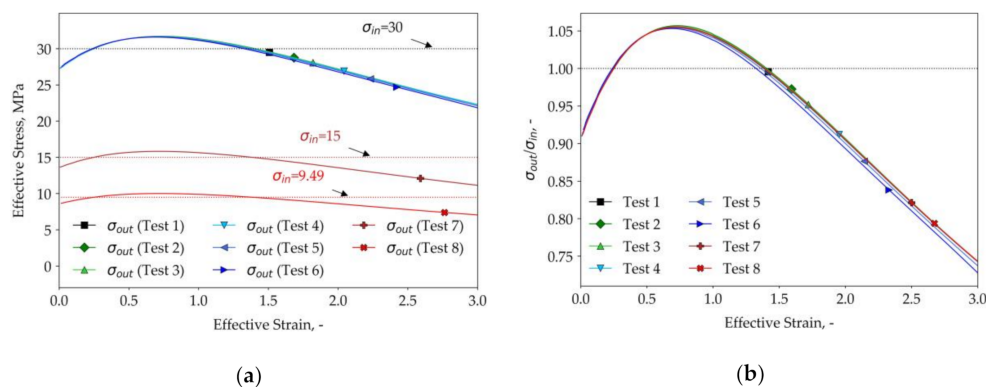 σin=30
σin=15
σin=9.49
Effective Stress, MPa
35
30
25
20
15
10
5
0
σout (Test 1)
σout (Test 2)
σout (Test 3)
σout (Test 4)
σout (Test 5)
σout (Test 6)
σout (Test 7)
σout (Test 8)
0.0 0.5 1.0 1.5 2.0 2.5 3.0
Effective Strain, -
(a)
σout/σin, -
1.05
1.00
0.95
0.90
0.85
0.80
0.75
Test 1
Test 2
Test 3
Test 4
Test 5
Test 6
Test 7
Test 8
0.0 0.5 1.0 1.5 2.0 2.5 3.0
Effective Strain, -
(b)